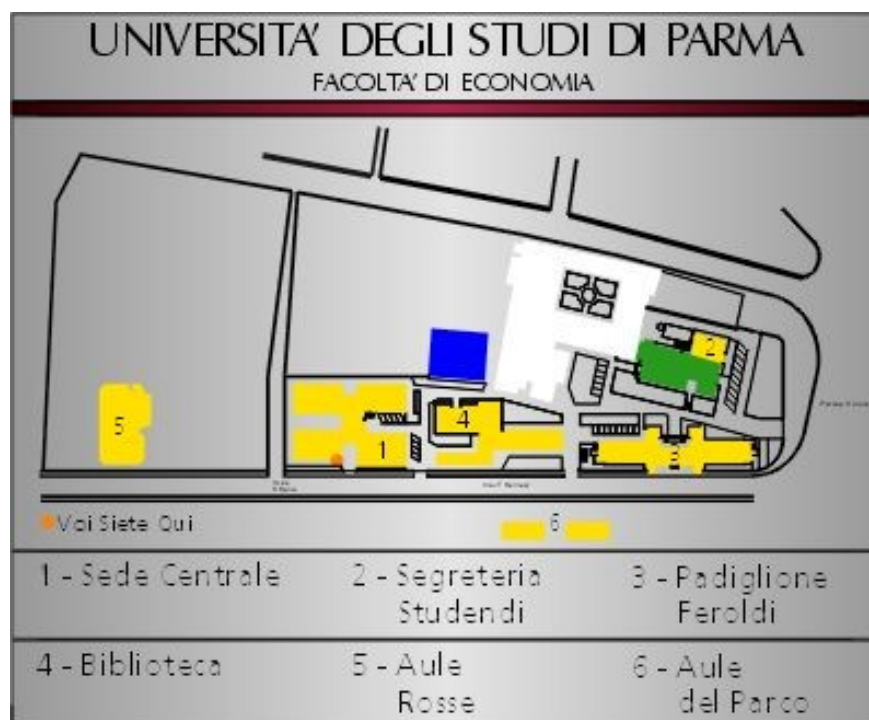 UNIVERSITA' DEGLI STUDI DI PARMA
FACOLTA' DI ECONOMIA
2
5
4
1
3
Voi Siete Qui
6
1 - Sede Centrale
2 - Segreteria
Studendi
3 - Padiglione
Feroldi
4 - Biblioteca
5 - Aule
Rosse
6 - Aule
del Parco